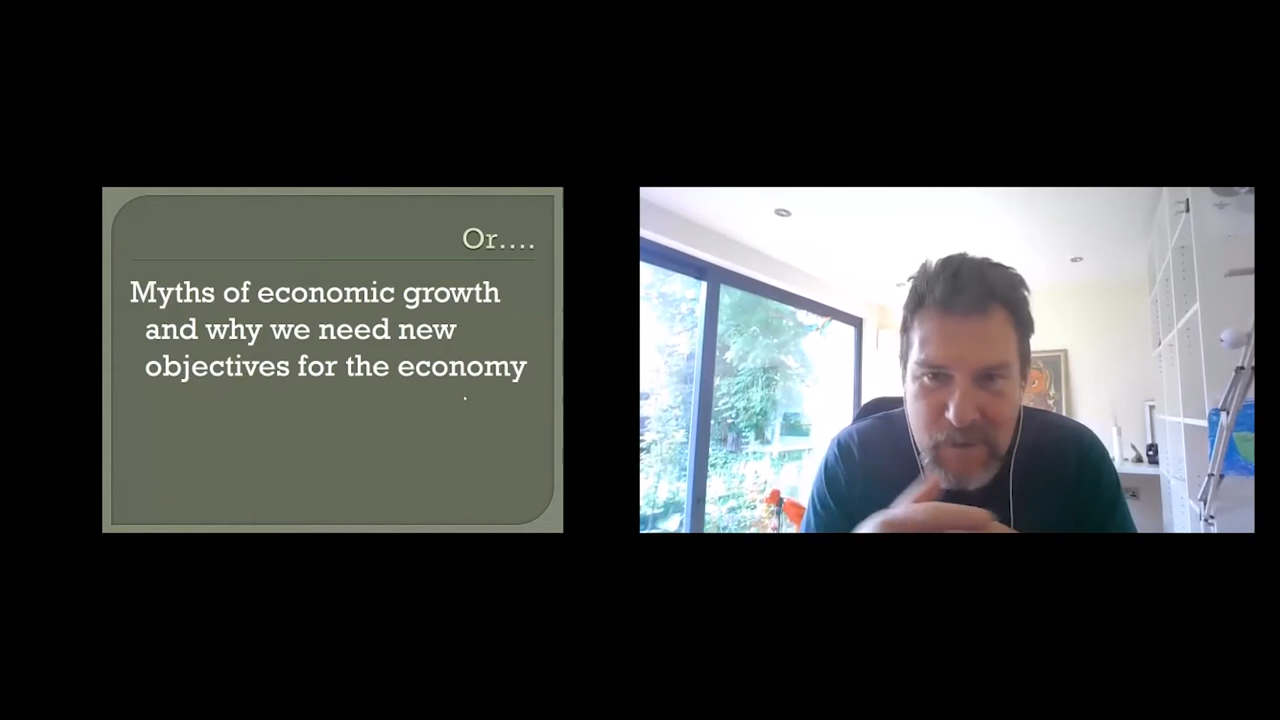 Or....
Myths of economic growth
and why we need new
objectives for the economy